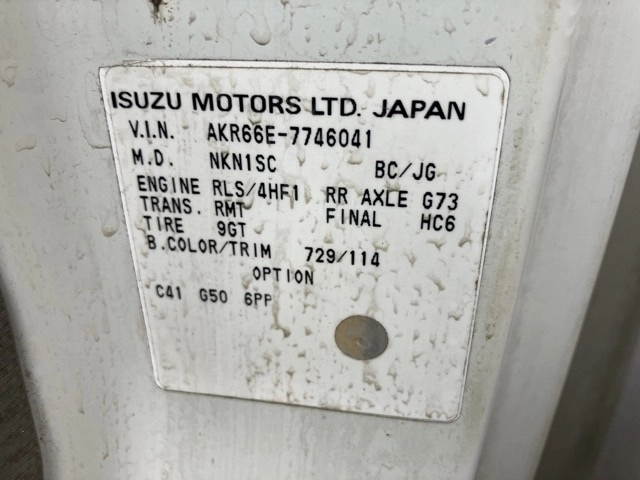 ISUZU MOTORS LTD. JAPAN
V.I.N. AKR66E-7746041
M.D. NKN1SC BC/JG
ENGINE RLS/4HF1 RR AXLE G73
TRANS. RMT FINAL HC6
TIRE 9GT
B.COLOR/TRIM 729/114
OPTION
C41 G50 6PP